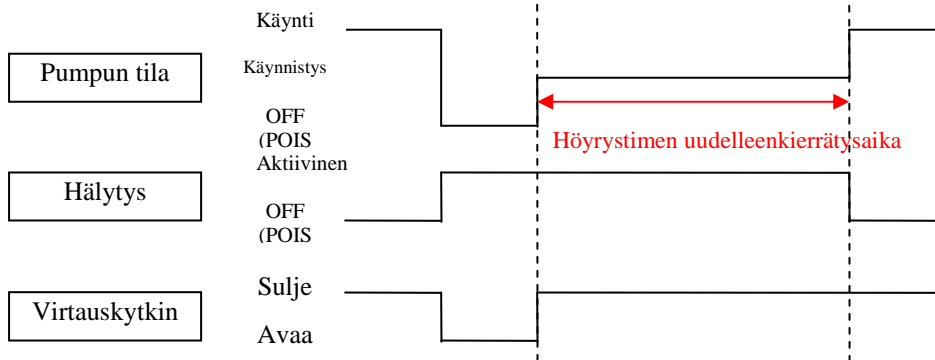 Käynti
Pumpun tila
Käynnistys
OFF
(POIS
Höyrystimen uudelleenkierrätysaika
Aktiivinen
Hälytys
OFF
(POIS
Sulje
Virtauskytkin
Avaa